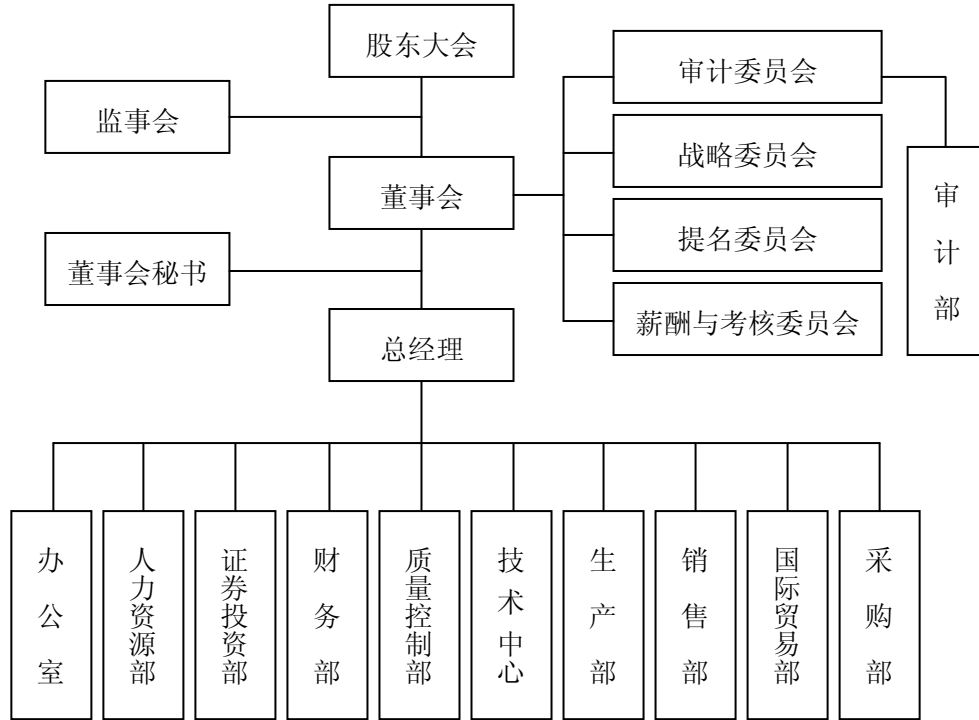 股东大会
审计委员会
监事会
战略委员会
董事会
审计部
提名委员会
董事会秘书
薪酬与考核委员会
总经理
办公室
人力资源部
证券投资部
财务部
质量控制部
技术中心
生产部
销售部
国际贸易部
采购部